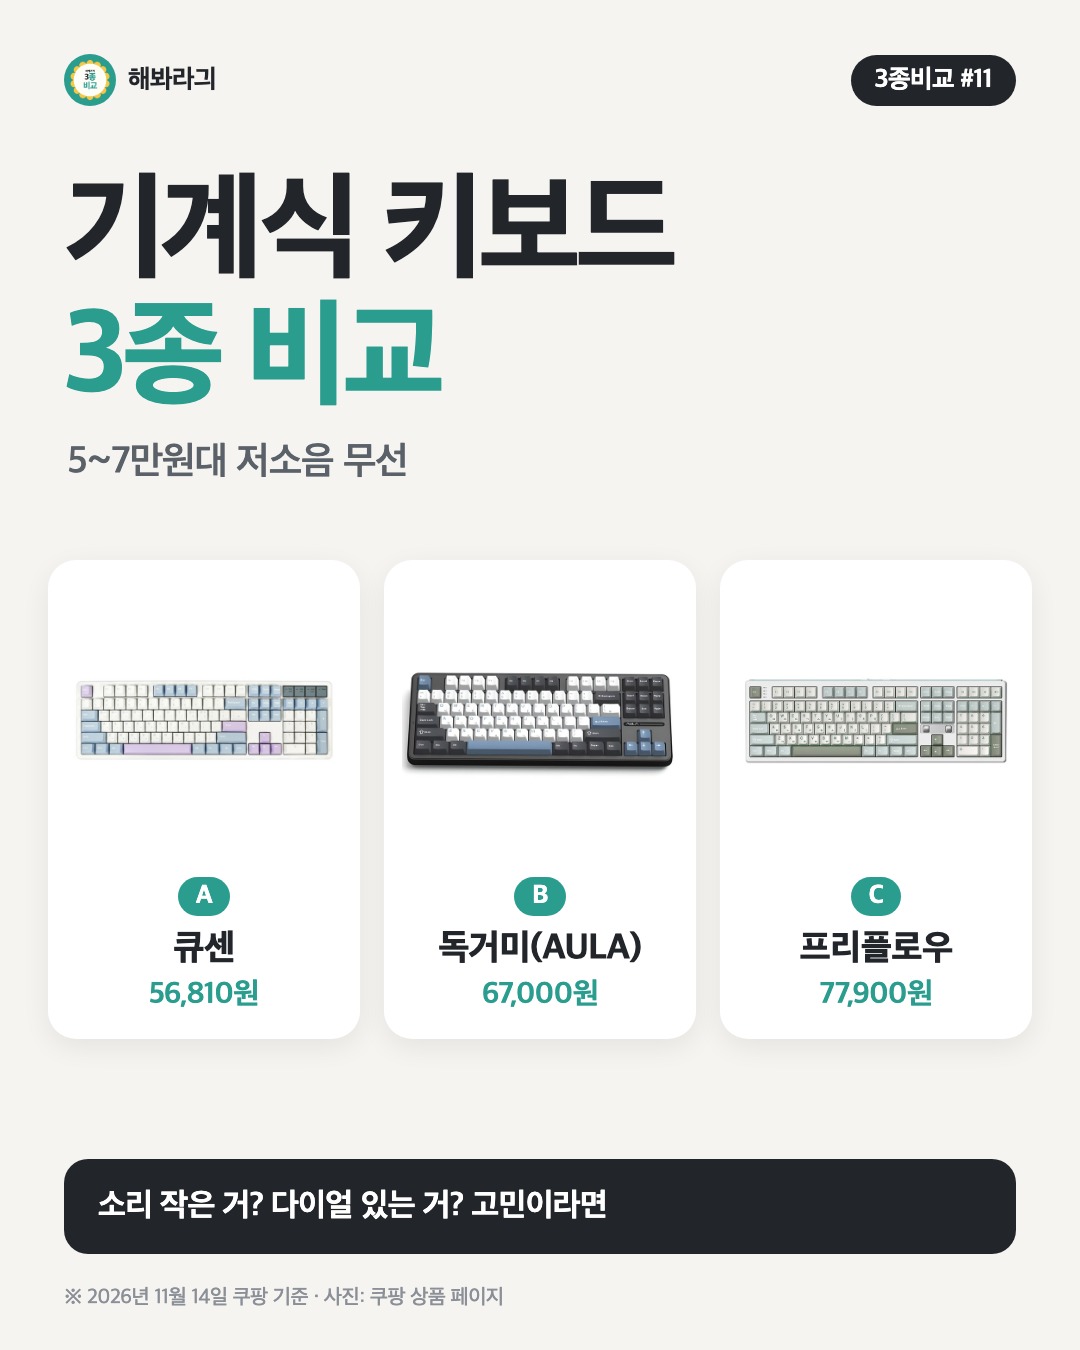 3종
비교
해봐라긔
3종비교 #11
기계식 키보드
3종 비교
5~7만원대 저소음 무선
A
큐센
56,810원
B
독거미(AULA)
67,000원
C
프리플로우
77,900원
소리 작은 거? 다이얼 있는 거? 고민이라면
※ 2026년 11월 14일 쿠팡 기준 · 사진: 쿠팡 상품 페이지